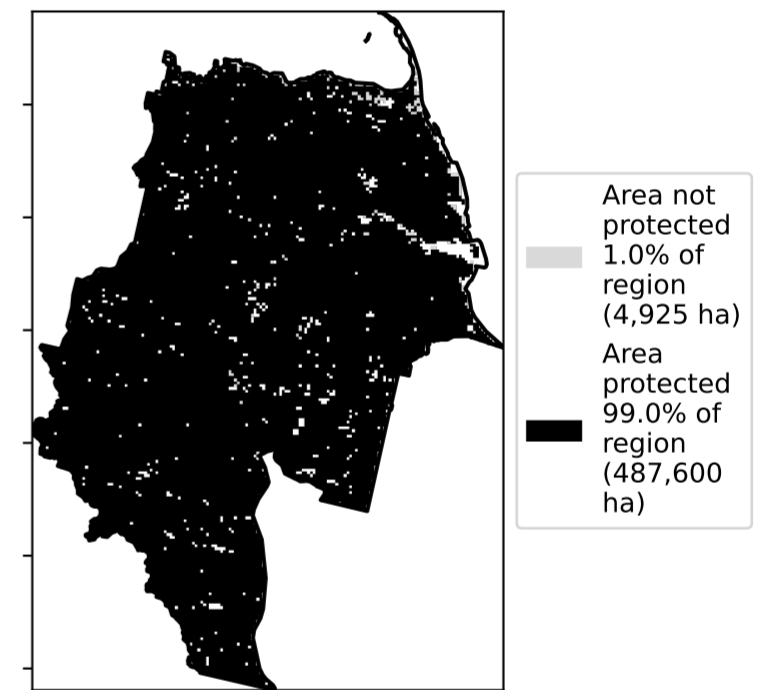 Area not
protected
1.0% of
region
(4,925 ha)
Area
protected
99.0% of
region
(487,600
ha)